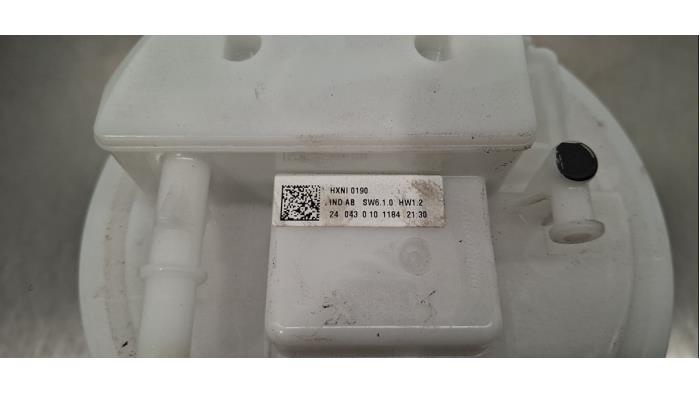 HXNI 0190
IND AB SW6.1.0 HW1.2
24 043 0 10 1184 21:30